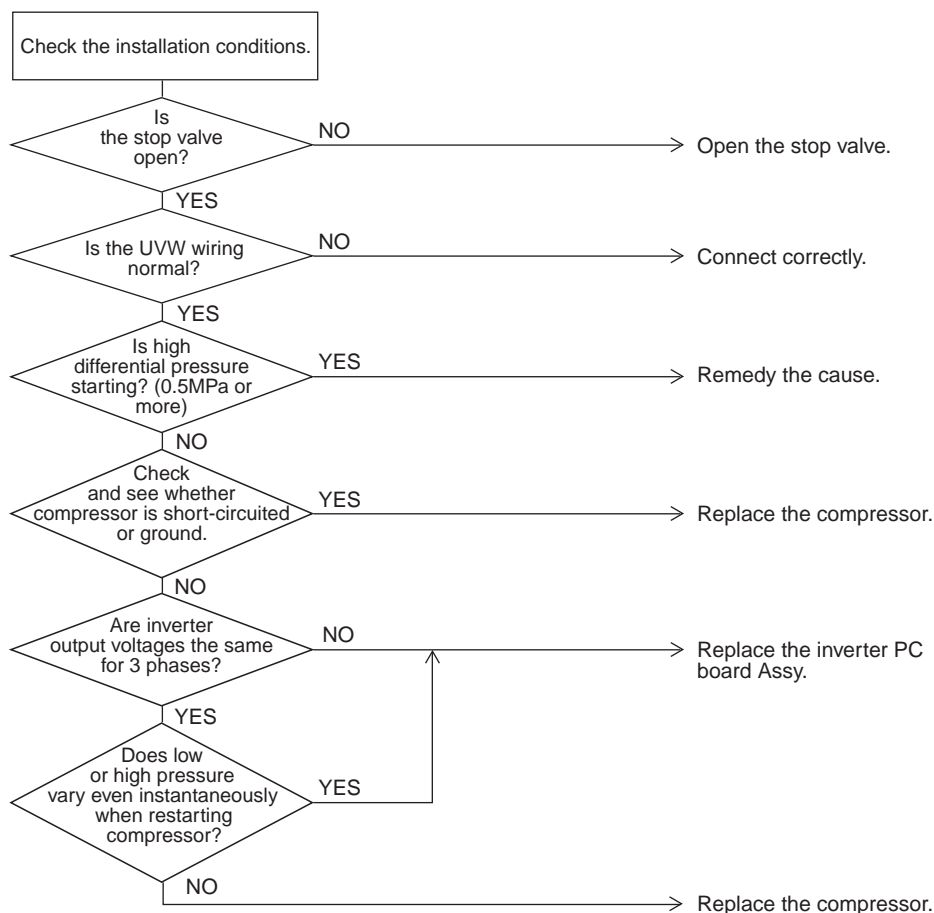 Check the installation conditions.
Is
the stop valve
open?
NO
Open the stop valve.
YES
Is the UVW wiring
normal?
NO
Connect correctly.
YES
Is high
differential pressure
starting? (0.5MPa or
more)
YES
Remedy the cause.
NO
Check
and see whether
compressor is short-circuited
or ground.
YES
Replace the compressor.
NO
Are inverter
output voltages the same
for 3 phases?
NO
Replace the inverter PC
board Assy.
YES
Does low
or high pressure
vary even instantaneously
when restarting
compressor?
YES
NO
Replace the compressor.